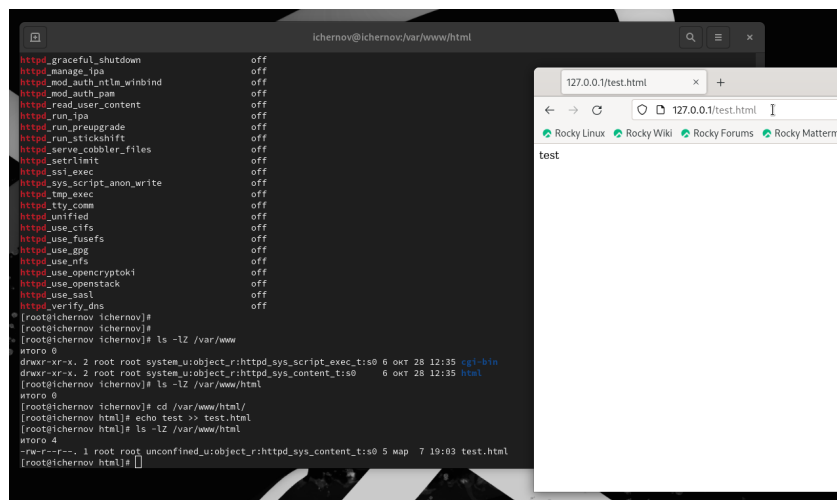 ichernov@ichernov:/var/www/html
httpd_graceful_shutdown off
httpd_manage_ipa off
httpd_mod_auth_ntlm_winbind off
httpd_mod_auth_pam off
httpd_read_user_content off
httpd_run_ipa off
httpd_run_preupgrade off
httpd_run_stickshift off
httpd_serve_cobbler_files off
httpd_setrlimit off
httpd_ssi_exec off
httpd_sys_script_anon_write off
httpd_tmp_exec off
httpd_tty_comm off
httpd_unified off
httpd_use_cifs off
httpd_use_fusefs off
httpd_use_gpg off
httpd_use_nfs off
httpd_use_opencryptoki off
httpd_use_openstack off
httpd_use_sasl off
httpd_verify_dns off
[root@ichernov ichernov]#
[root@ichernov ichernov]#
[root@ichernov ichernov]# ls -lZ /var/www
итого 0
drwxr-xr-x. 2 root root system_u:object_r:httpd_sys_script_exec_t:s0 6 окт 28 12:35 cgi-bin
drwxr-xr-x. 2 root root system_u:object_r:httpd_sys_content_t:s0 6 окт 28 12:35 html
[root@ichernov ichernov]# ls -lZ /var/www/html
итого 0
[root@ichernov ichernov]# cd /var/www/html/
[root@ichernov html]# echo test >> test.html
[root@ichernov html]# ls -lZ /var/www/html
итого 4
-rw-r--r--. 1 root root unconfined_u:object_r:httpd_sys_content_t:s0 5 мар 7 19:03 test.html
[root@ichernov html]#
127.0.0.1/test.html
127.0.0.1/test.html
Rocky Linux Rocky Wiki Rocky Forums Rocky Matterm
test